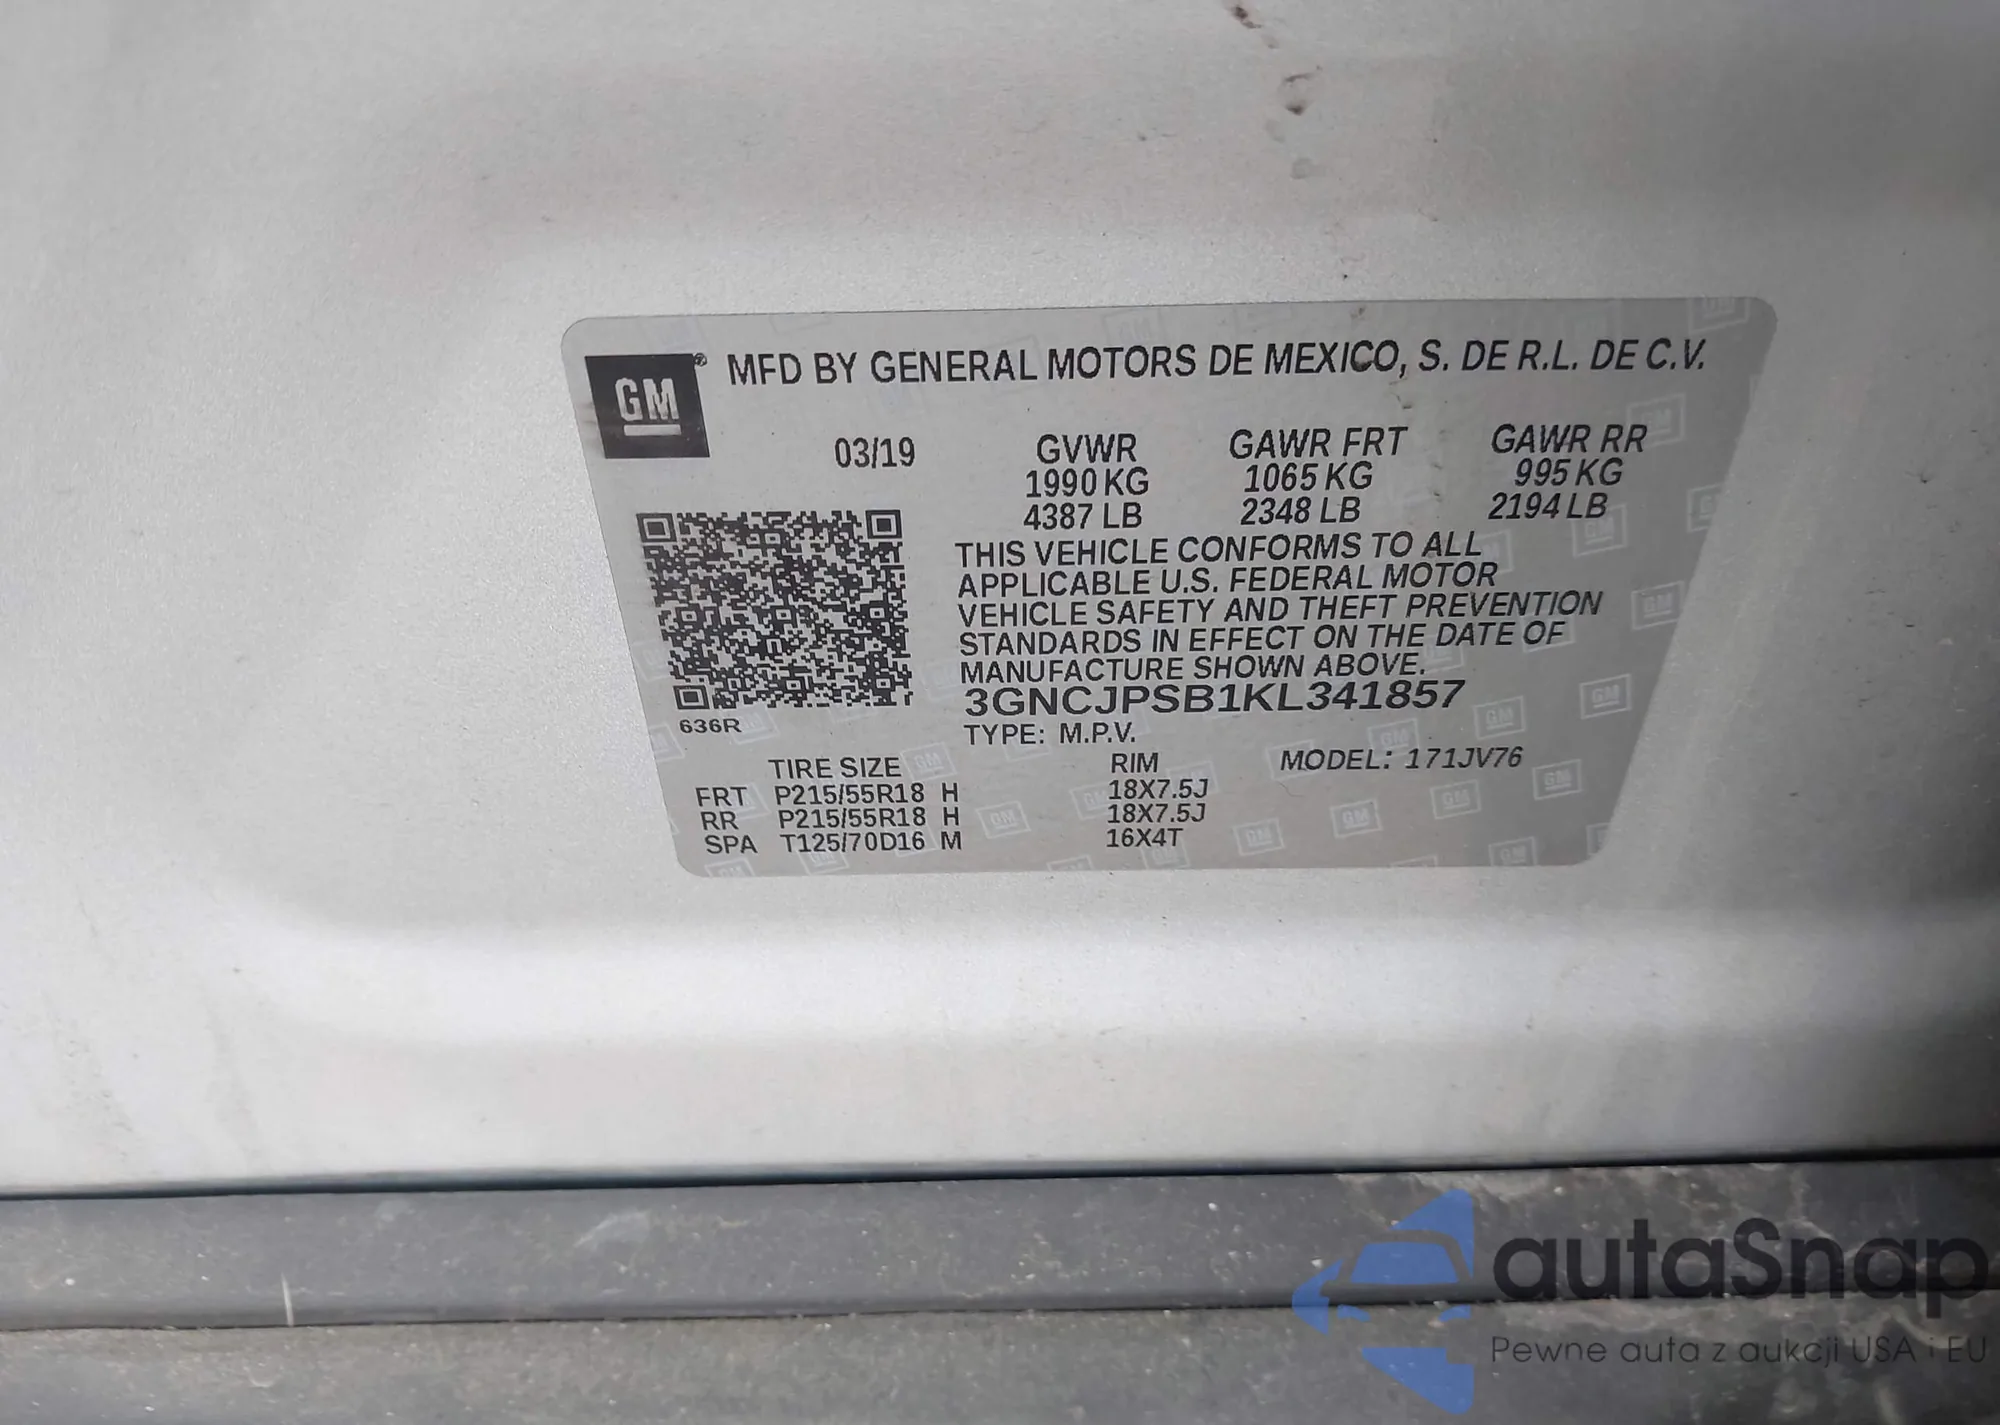 GM® MFD BY GENERAL MOTORS DE MEXICO, S. DE R.L. DE C.V.
03/19 GVWR GAWR FRT GAWR RR
1990 KG 1065 KG 995 KG
4387 LB 2348 LB 2194 LB
THIS VEHICLE CONFORMS TO ALL
APPLICABLE U.S. FEDERAL MOTOR
VEHICLE SAFETY AND THEFT PREVENTION
STANDARDS IN EFFECT ON THE DATE OF
MANUFACTURE SHOWN ABOVE.
3GNCJPSB1KL341857
636R
TYPE: M.P.V.
TIRE SIZE RIM MODEL: 171JV76
FRT P215/55R18 H 18X7.5J
RR P215/55R18 H 18X7.5J
SPA T125/70D16 M 16X4T
autaSnap
Pewne auta z aukcji USA i EU